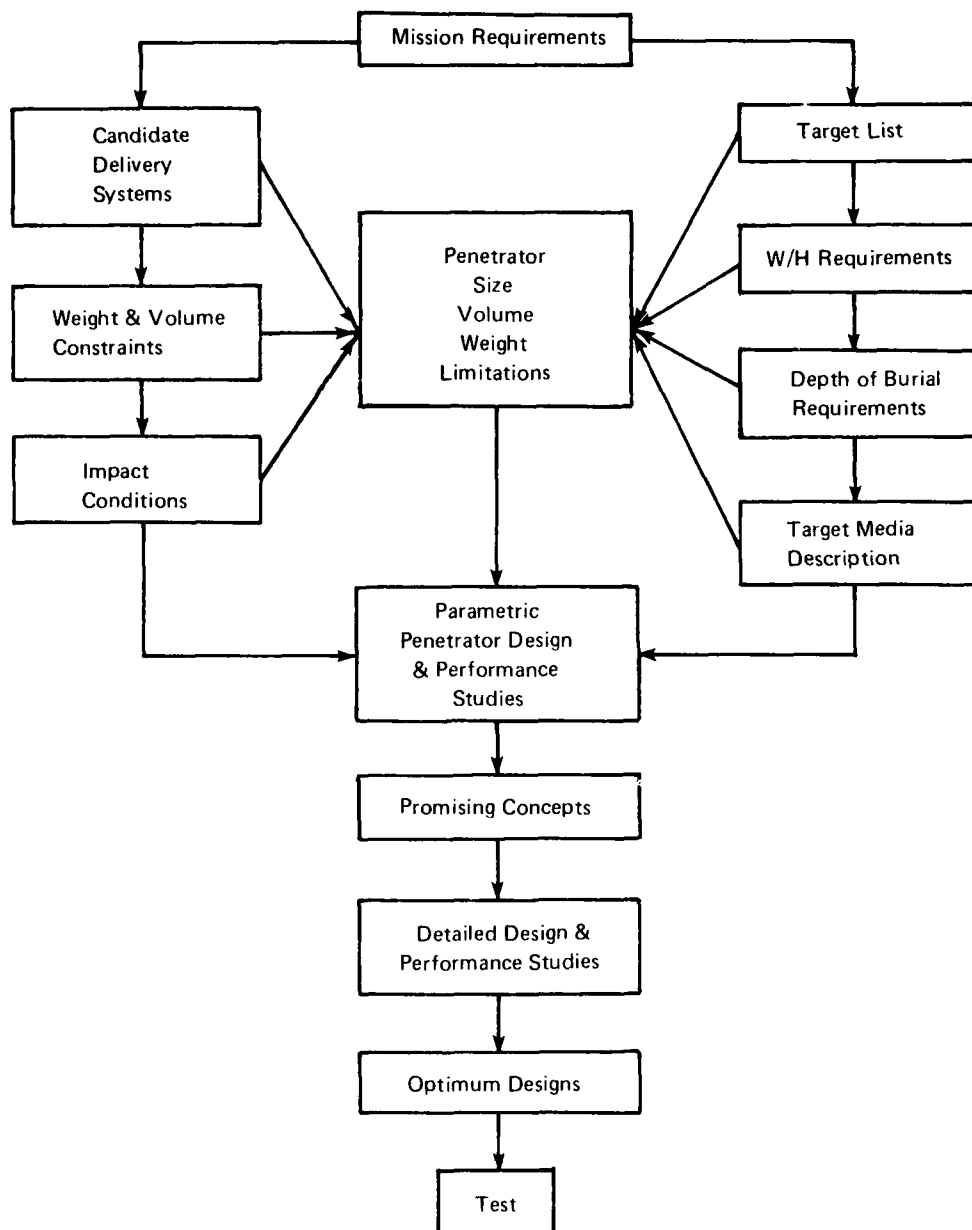 Mission Requirements
Candidate
Delivery
Systems
Target List
Penetrator
Size
Volume
Weight
Limitations
W/H Requirements
Weight & Volume
Constraints
Depth of Burial
Requirements
Impact
Conditions
Target Media
Description
Parametric
Penetrator Design
& Performance
Studies
Promising Concepts
Detailed Design &
Performance Studies
Optimum Designs
Test